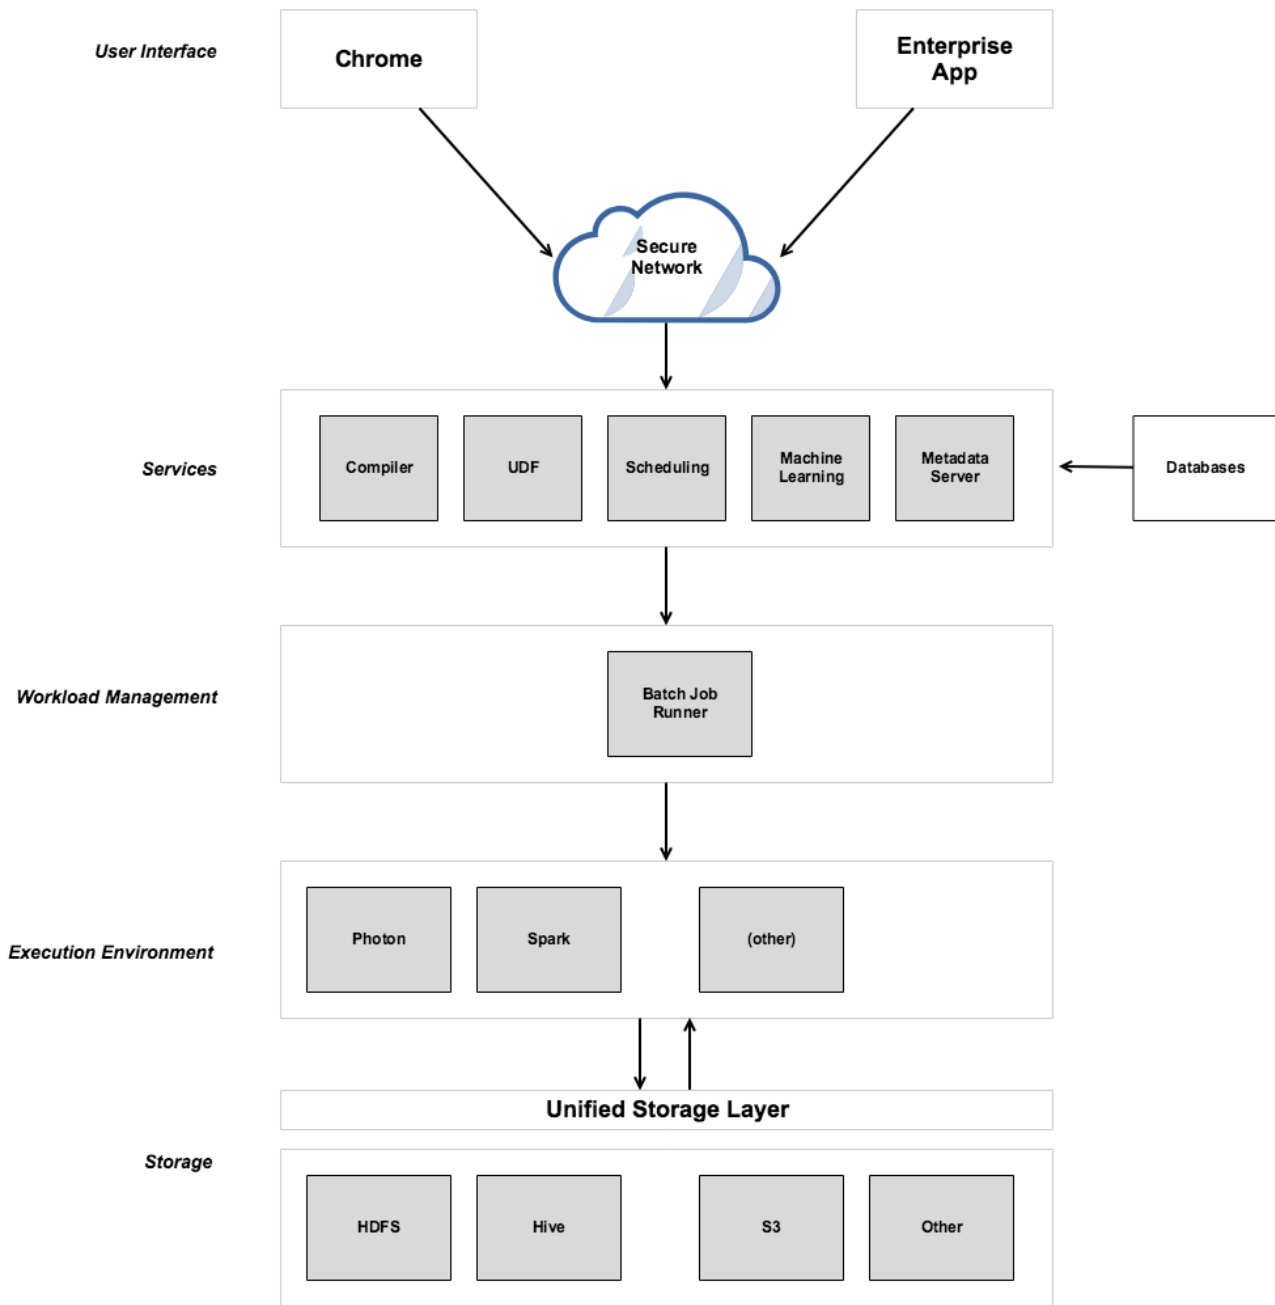 User Interface
Chrome
Enterprise
App
Secure
Network
Services
Compiler
UDF
Scheduling
Machine
Learning
Metadata
Server
Databases
Workload Management
Batch Job
Runner
Execution Environment
Photon
Spark
(other)
Unified Storage Layer
Storage
HDFS
Hive
S3
Other